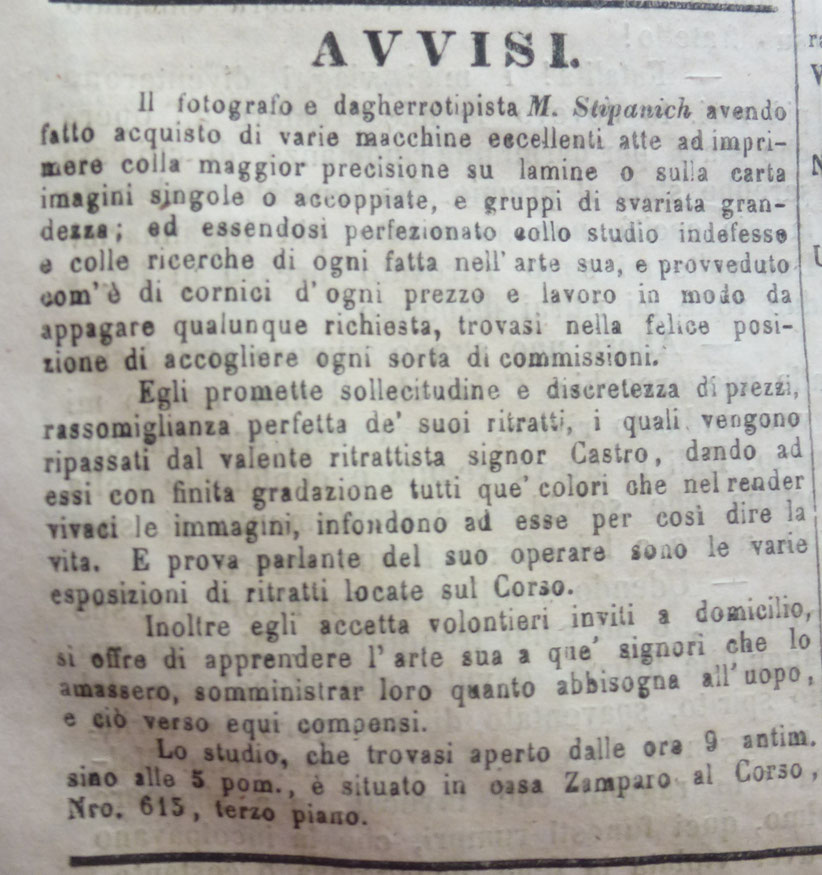 AVVISI.
Il fotografo e dagherrotipista M. Stipanich avendo
fatto acquisto di varie macchine eccellenti atte ad impri-
mere colla maggior precisione su lamine o sulla carta
imagini singole o accoppiate, e gruppi di svariata gran-
dezza; ed essendosi perfezionato collo studio indefesso
e colle ricerche di ogni fatta nell' arte sua, e provveduto
com'è di cornici d'ogni prezzo e lavoro in modo da
appagare qualunque richiesta, trovasi nella felice posi-
zione di accogliere ogni sorta di commissioni.
Egli promette sollecitudine e discretezza di prezzi,
rassomiglianza perfetta de' suoi ritratti, i quali vengono
ripassati dal valente ritrattista signor Castro, dando ad
essi con finita gradazione tutti que' colori che nel render
vivaci le immagini, infondono ad esse per così dire la
vita. E prova parlante del suo operare sono le varie
esposizioni di ritratti locate sul Corso.
Inoltre egli accetta volontieri inviti a domicilio,
si offre di apprendere l'arte sua a que' signori che lo
amassero, somministrar loro quanto abbisogna all'uopo,
e ciò verso equi compensi.
Lo studio, che trovasi aperto dalle ore 9 antim.
sino alle 5 pom., è situato in casa Zamparo al Corso,
Nro. 615, terzo piano.